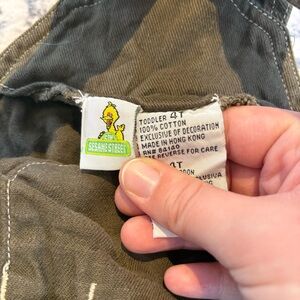 SESAME STREET
TODDLER 4T
100% COTTON
EXCLUSIVE OF DECORATION
MADE IN HONG KONG
RN# 84140
SEE REVERSE FOR CARE
4T